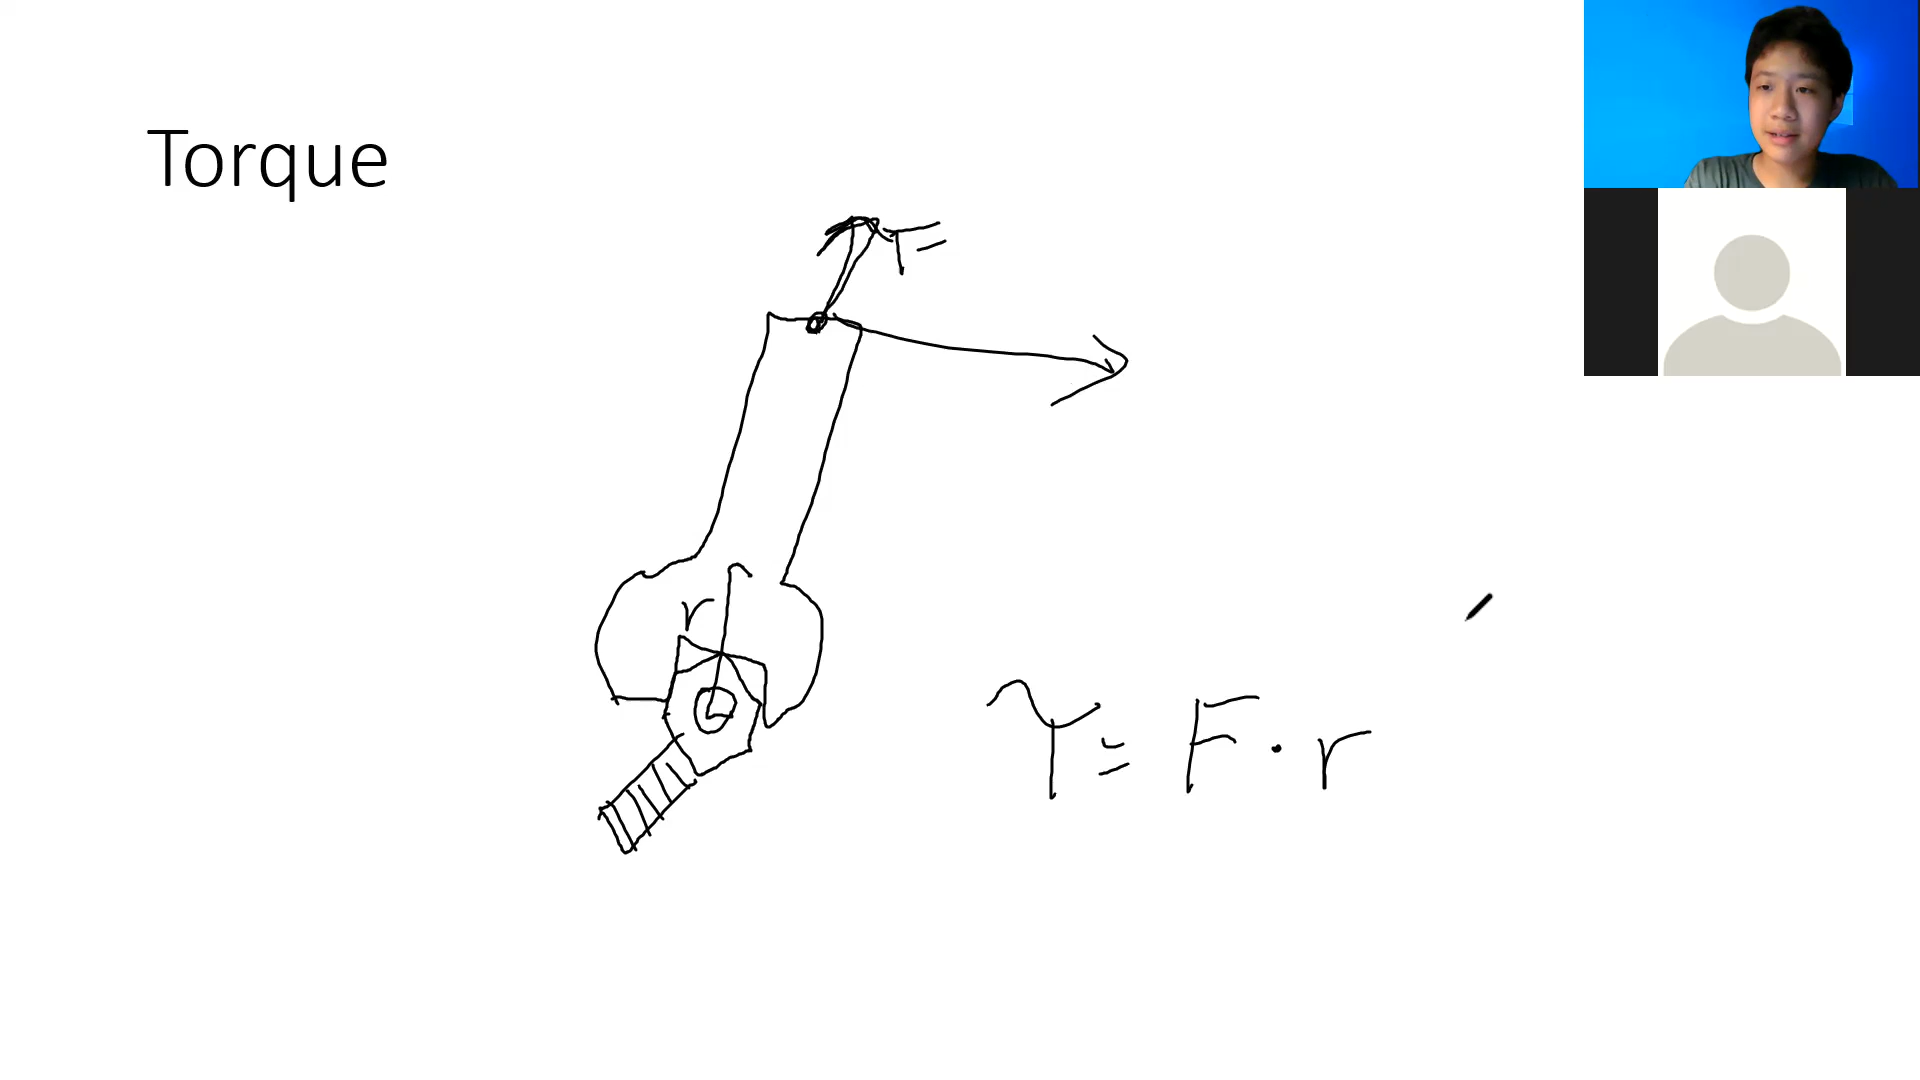 Torque
F
r
τ = F · r